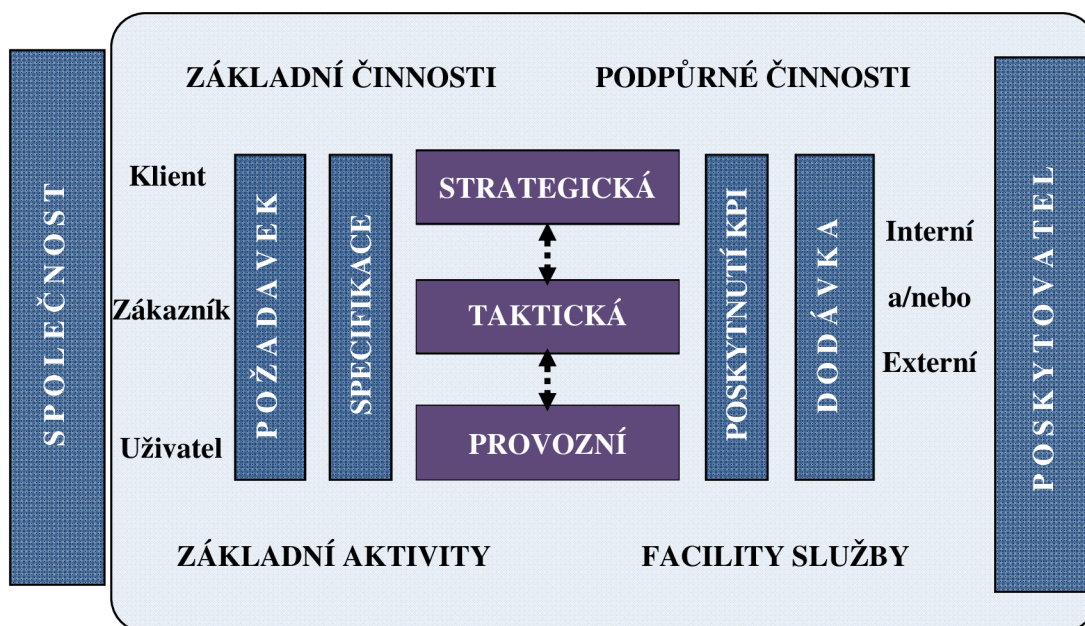 ZÁKLADNÍ ČINNOSTI
PODPŮRNÉ ČINNOSTI
SPOLEČNOST
Klient
Zákazník
Uživatel
POŽADAVEK
SPECIFIKACE
STRATEGICKÁ
TAKTICKÁ
PROVOZNÍ
POSKYTNUTÍ KPI
DODÁVKA
Interní
a/nebo
Externí
POSKYTOVATEL
ZÁKLADNÍ AKTIVITY
FACILITY SLUŽBY